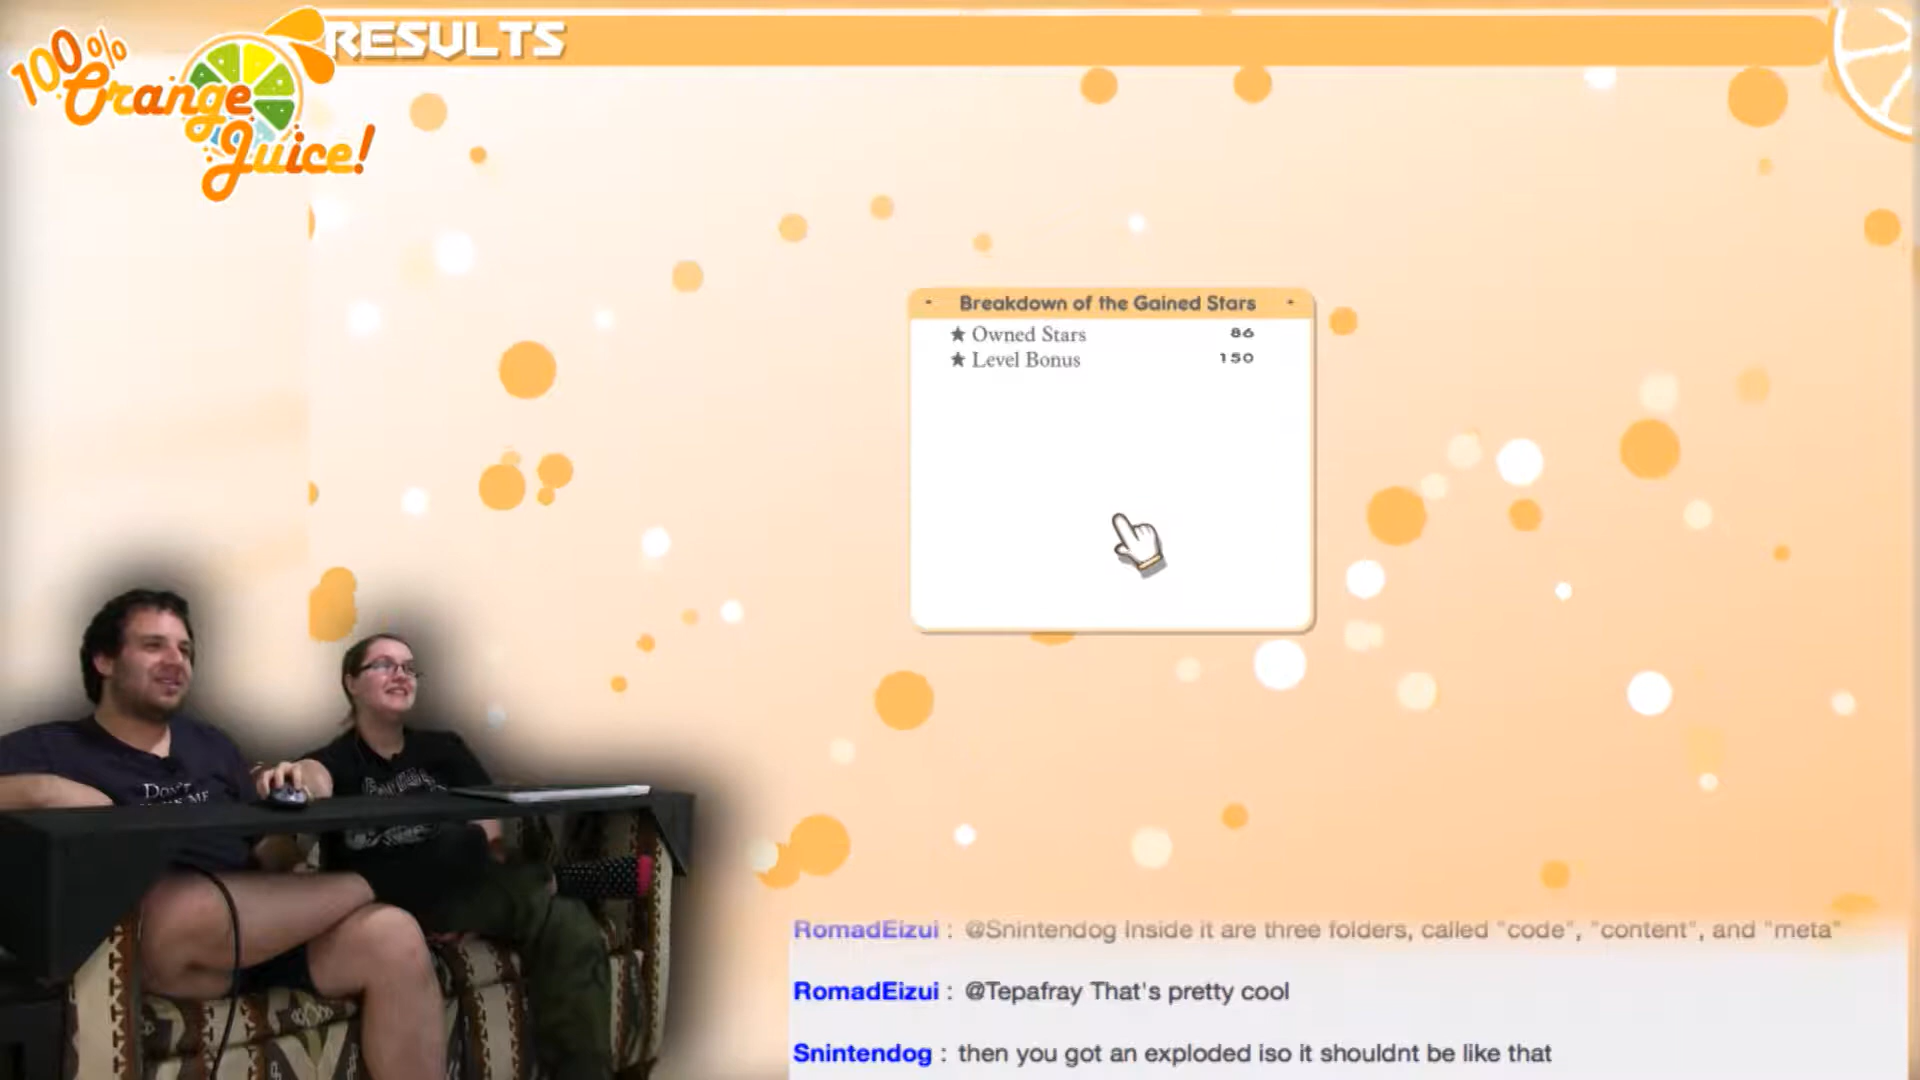 100% Orange Juice!
RESULTS
Breakdown of the Gained Stars
★ Owned Stars 86
★ Level Bonus 150
DON'T
ME
RomadEizui : @Snintendog Inside it are three folders, called "code", "content", and "meta"
RomadEizui : @Tepafray That's pretty cool
Snintendog : then you got an exploded iso it shouldnt be like that